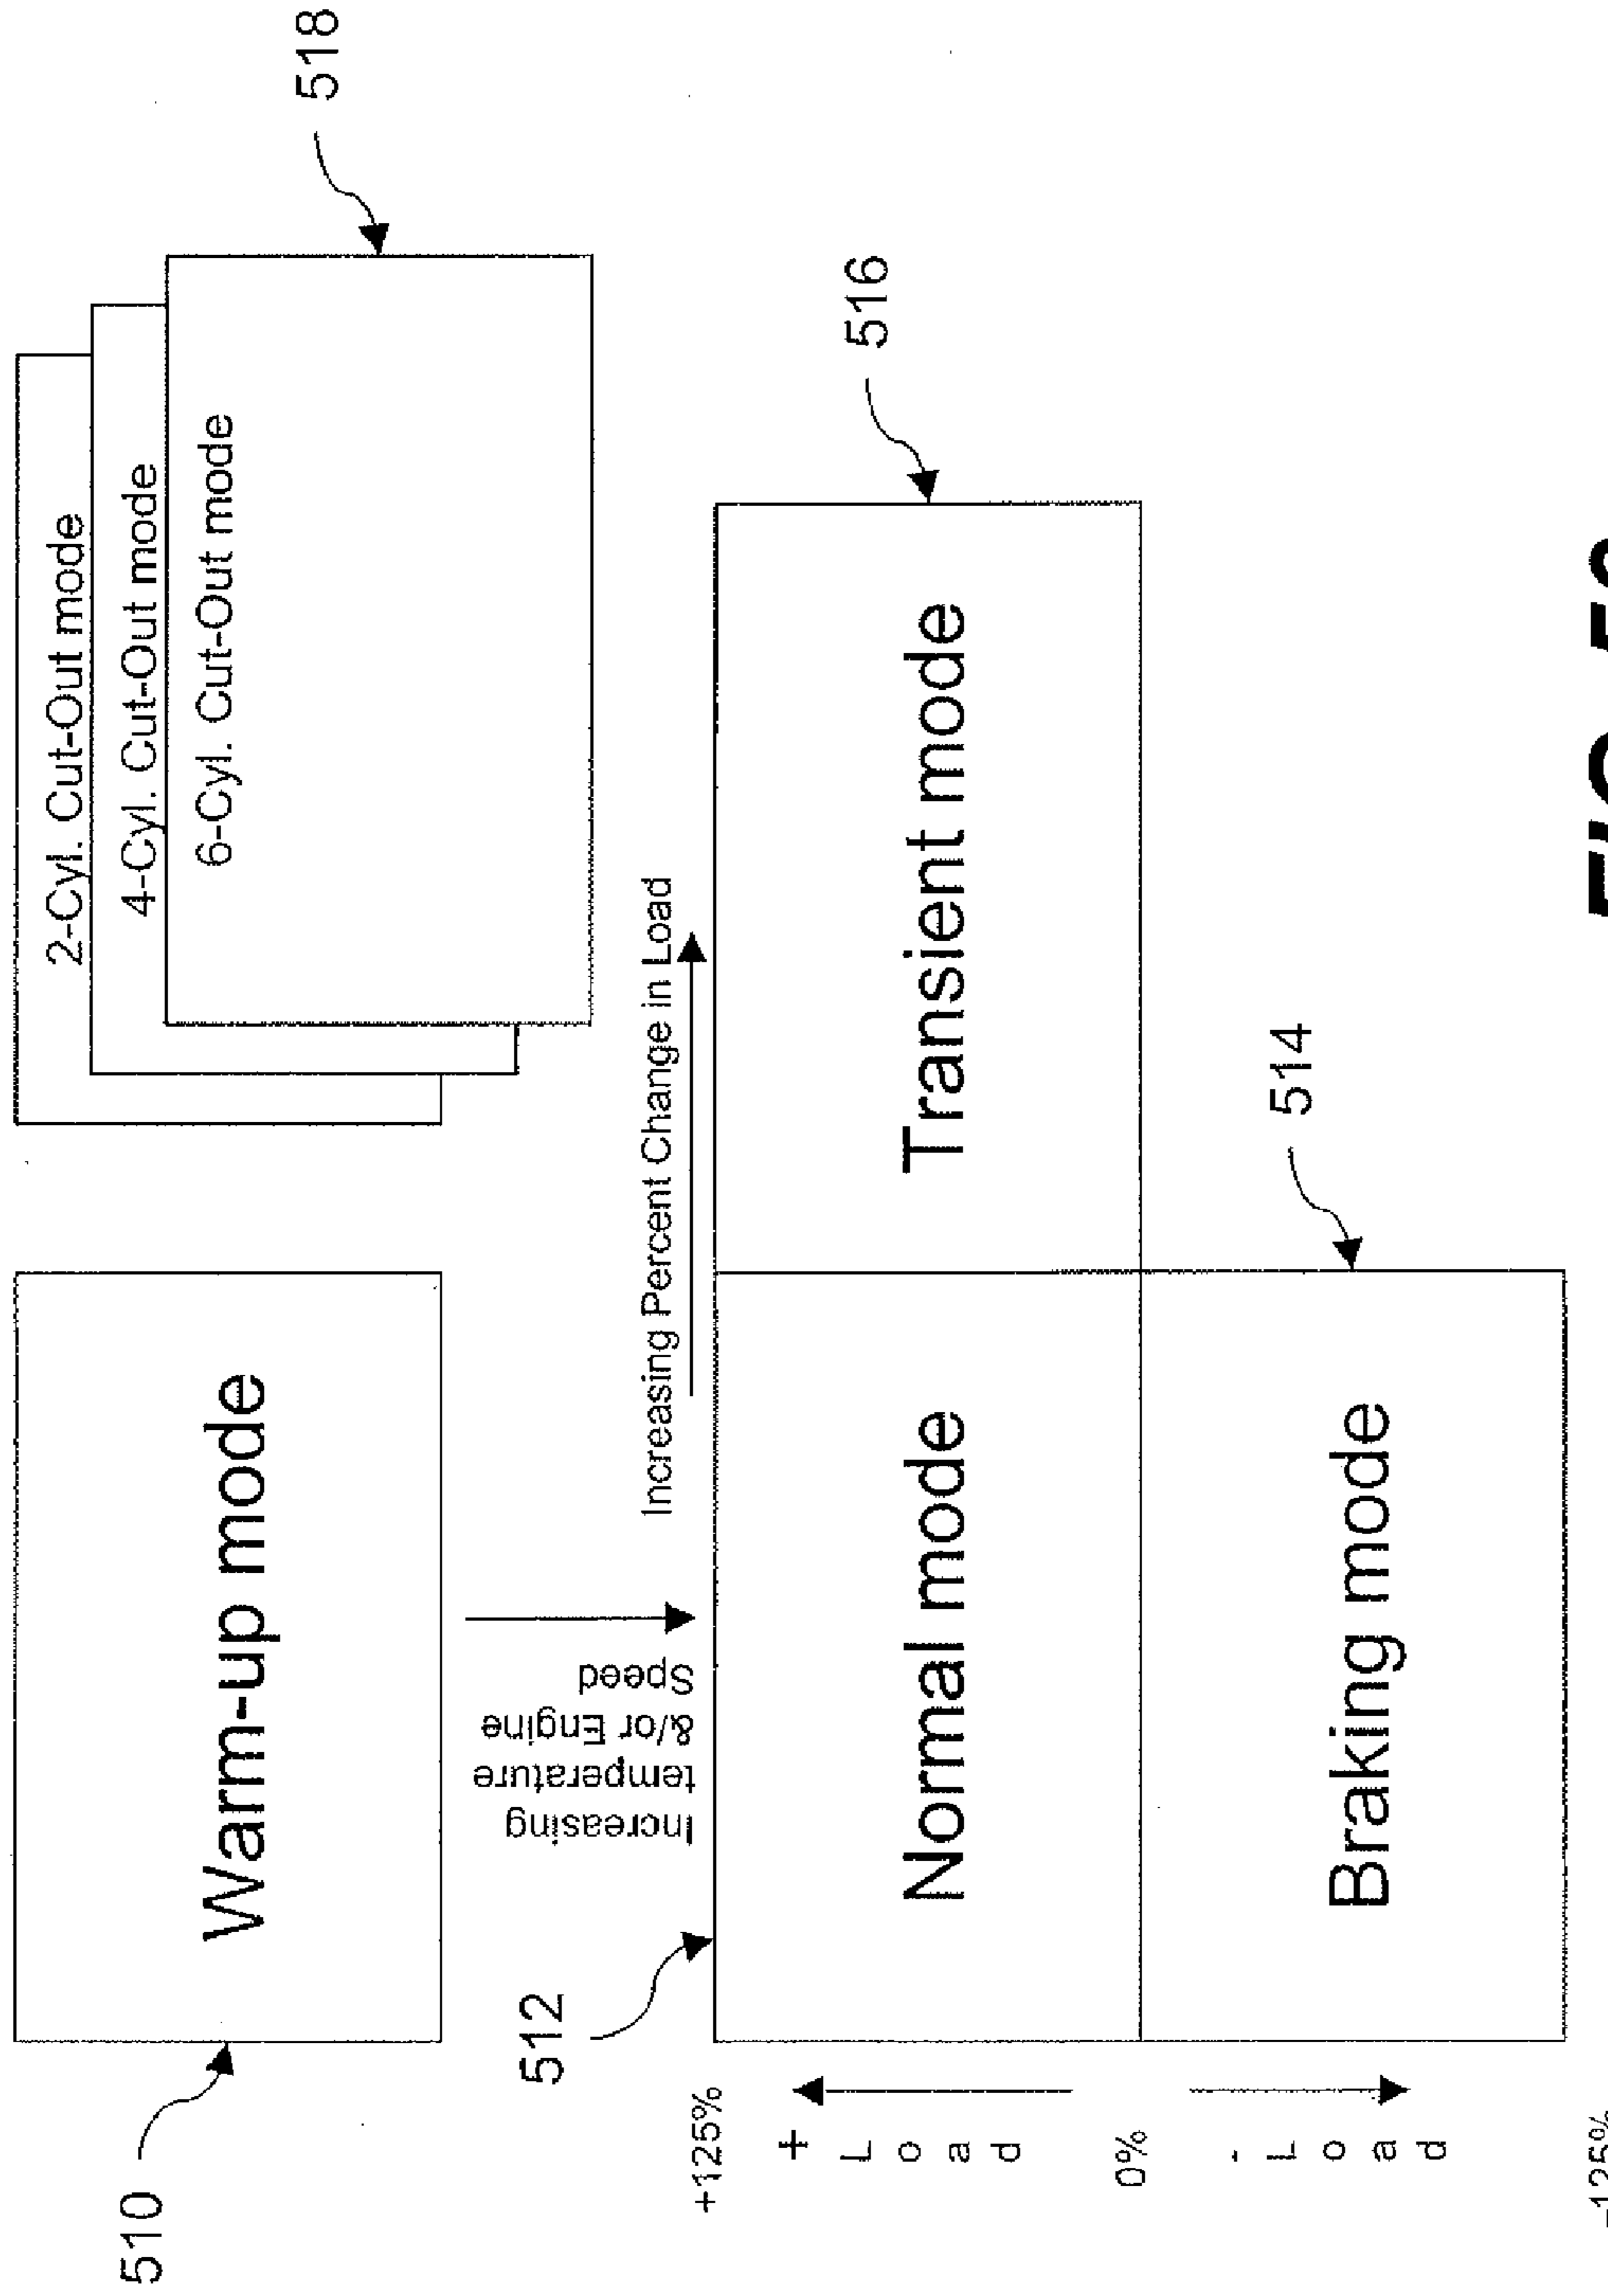 510
Warm-up mode
2-Cyl. Cut-Out mode
4-Cyl. Cut-Out mode
6-Cyl. Cut-Out mode
518
512
Increasing
temperature
&/or Engine
Speed
Increasing Percent Change in Load
+125%
+
L
o
a
d
0%
-
L
o
a
d
Normal mode
Transient mode
516
Braking mode
514